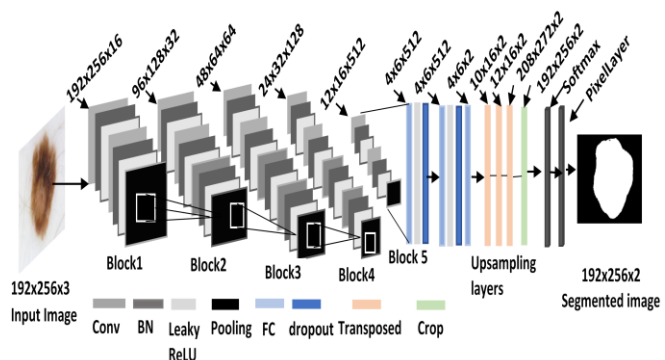 192x256x16
96x128x32
48x64x64
24x32x128
12x16x512
4x6x512
4x6x512
4x6x2
10x16x2
12x16x2
208x272x2
192x256x2
Softmax
PixelLayer
Block1
Block2
Block3
Block4
Block 5
Upsampling
layers
192x256x3
Input Image
192x256x2
Segmented image
Conv
BN
Leaky
ReLU
Pooling
FC
dropout
Transposed
Crop